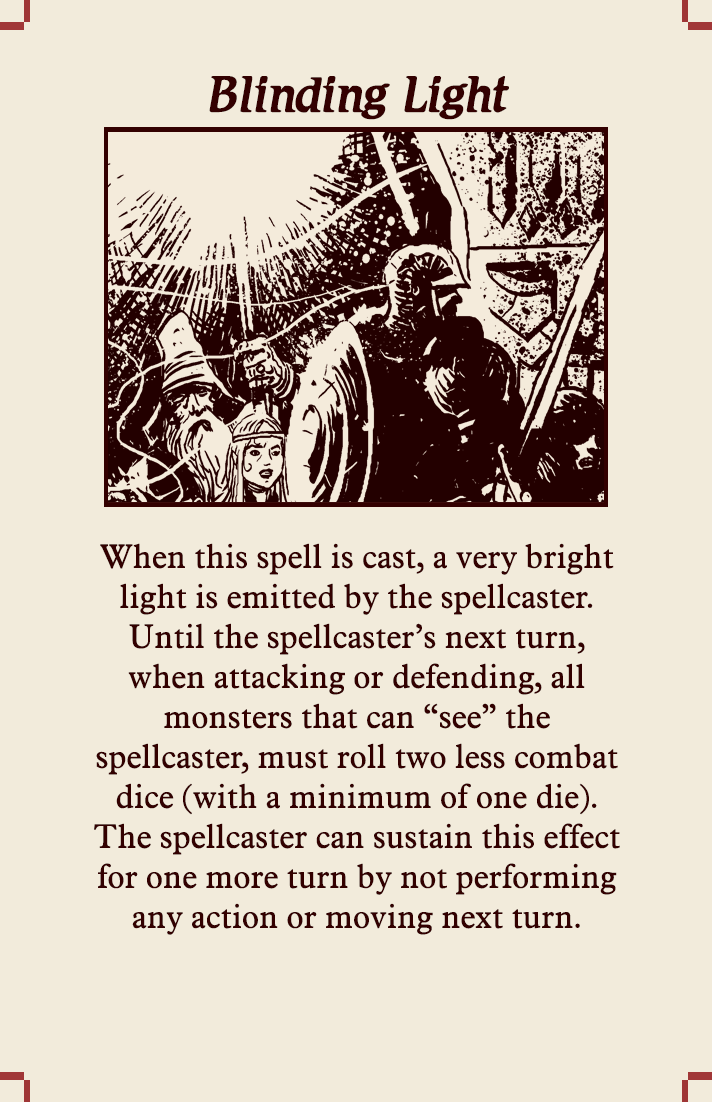 Blinding Light
When this spell is cast, a very bright
light is emitted by the spellcaster.
Until the spellcaster’s next turn,
when attacking or defending, all
monsters that can “see” the
spellcaster, must roll two less combat
dice (with a minimum of one die).
The spellcaster can sustain this effect
for one more turn by not performing
any action or moving next turn.